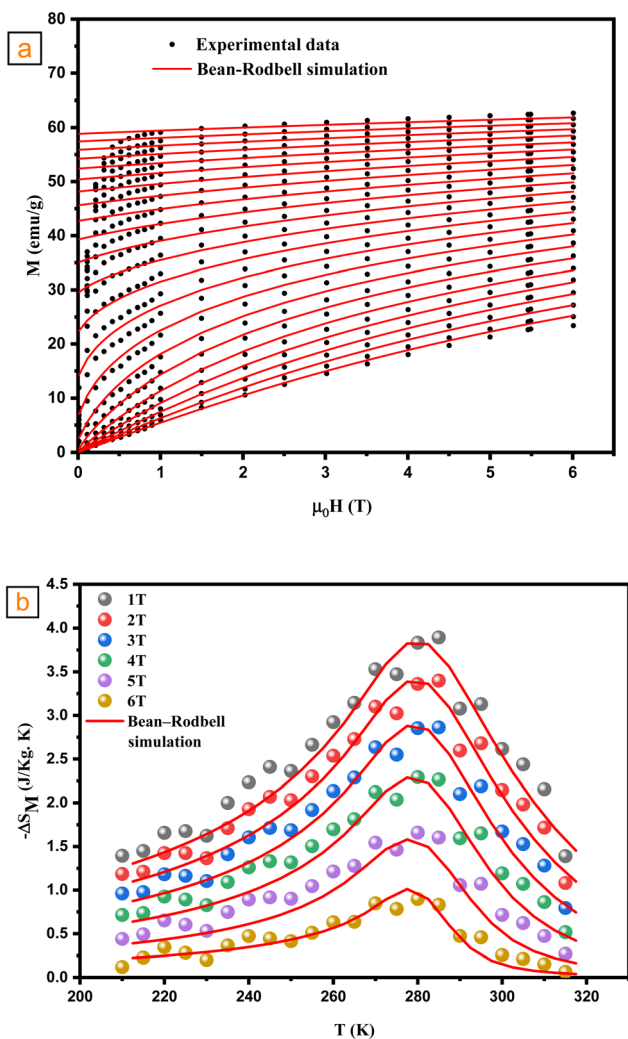 a
Experimental data
Bean-Rodbell simulation
80
70
60
50
40
30
20
10
0
M (emu/g)
0 1 2 3 4 5 6
μ₀H (T)
b
1T
2T
3T
4T
5T
6T
Bean–Rodbell
simulation
4.5
4.0
3.5
3.0
2.5
2.0
1.5
1.0
0.5
0.0
-ΔS_M (J/Kg. K)
200 220 240 260 280 300 320
T (K)